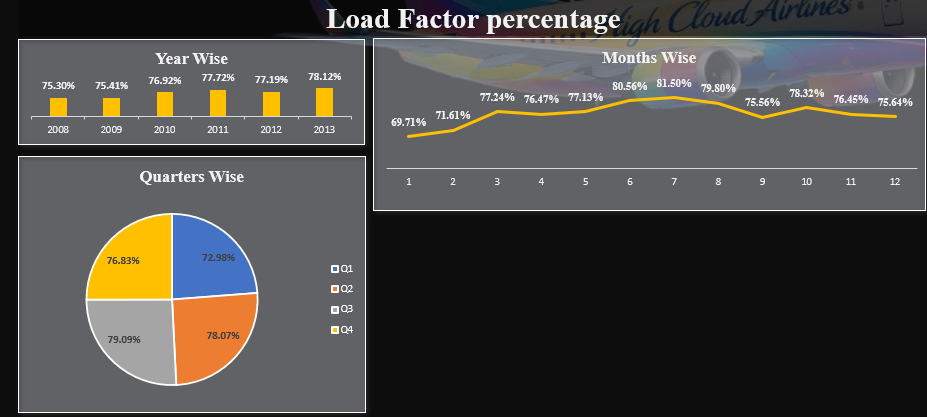 Load Factor percentage
High Cloud Airlines
Year Wise
75.30% 75.41% 76.92% 77.72% 77.19% 78.12%
2008 2009 2010 2011 2012 2013
Months Wise
69.71% 71.61% 77.24% 76.47% 77.13% 80.56% 81.50% 79.80% 75.56% 78.32% 76.45% 75.64%
1 2 3 4 5 6 7 8 9 10 11 12
Quarters Wise
76.83% 72.98%
79.09% 78.07%
Q1
Q2
Q3
Q4